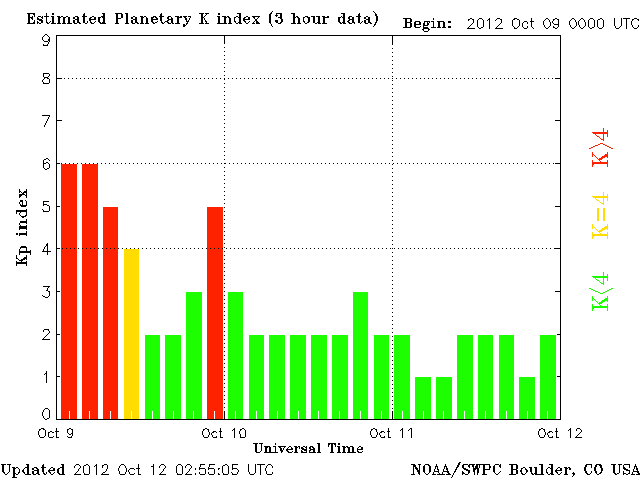 Estimated Planetary K index (3 hour data)
Begin: 2012 Oct 09 0000 UTC
9
8
7
6
5
4
3
2
1
0
Kp index
K>4
K=4
K<4
Oct 9 Oct 10 Oct 11 Oct 12
Universal Time
Updated 2012 Oct 12 02:55:05 UTC
NOAA/SWPC Boulder, CO USA